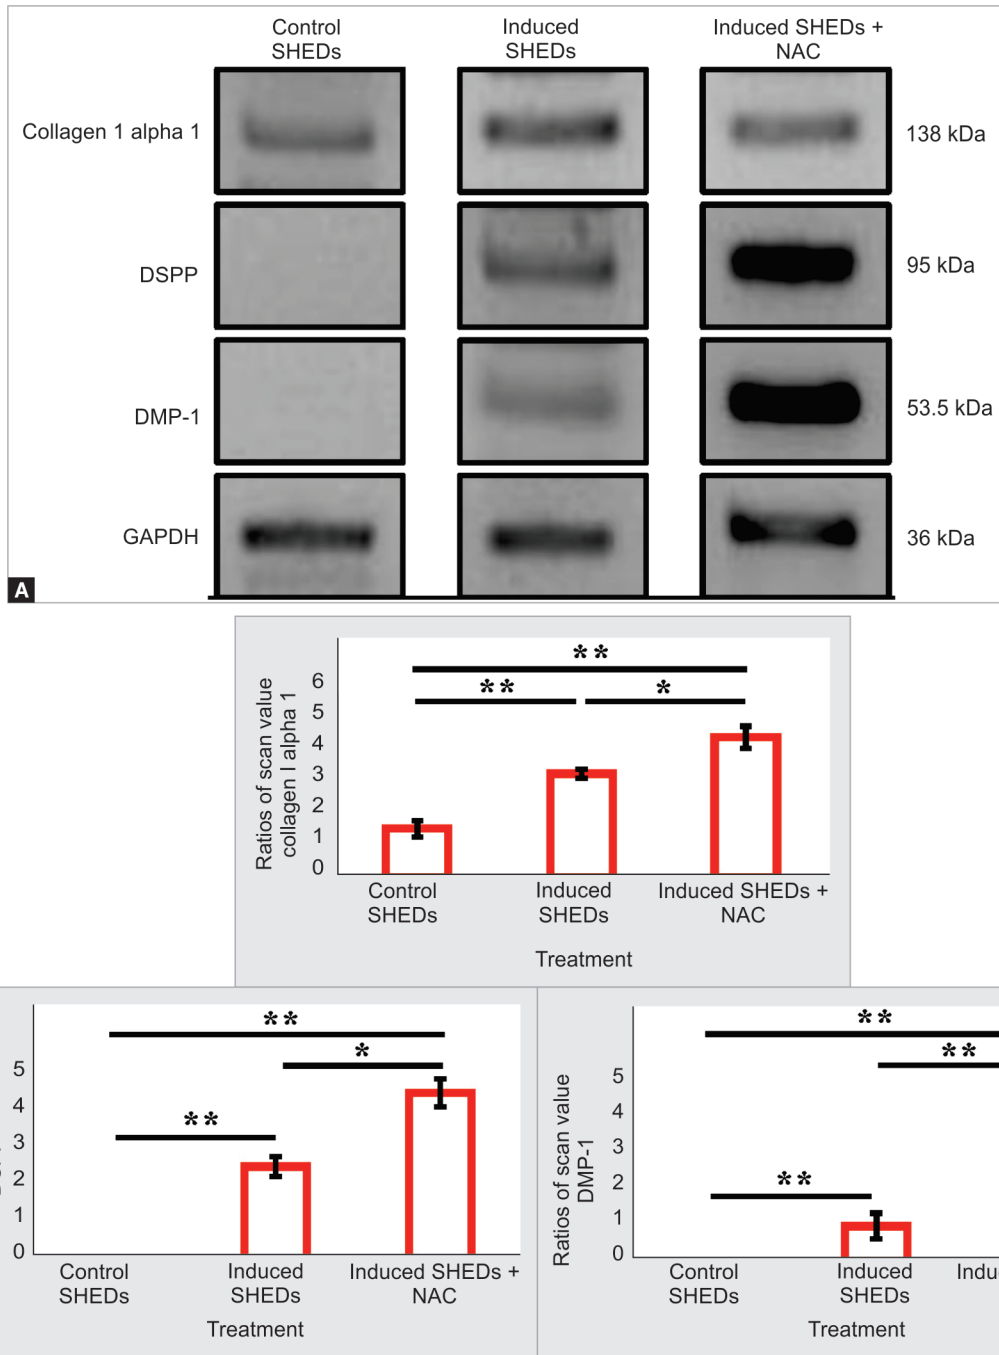 Control
SHEDs
Induced
SHEDs
Induced SHEDs +
NAC
Collagen 1 alpha 1
138 kDa
DSPP
95 kDa
DMP-1
53.5 kDa
GAPDH
36 kDa
A
Ratios of scan value
collagen I alpha 1
6
5
4
3
2
1
0
**
**
*
Control
SHEDs
Induced
SHEDs
Induced SHEDs +
NAC
Treatment
5
4
3
2
1
0
**
*
**
Control
SHEDs
Induced
SHEDs
Induced SHEDs +
NAC
Treatment
Ratios of scan value
DMP-1
5
4
3
2
1
0
**
**
**
Control
SHEDs
Induced
SHEDs
Treatment